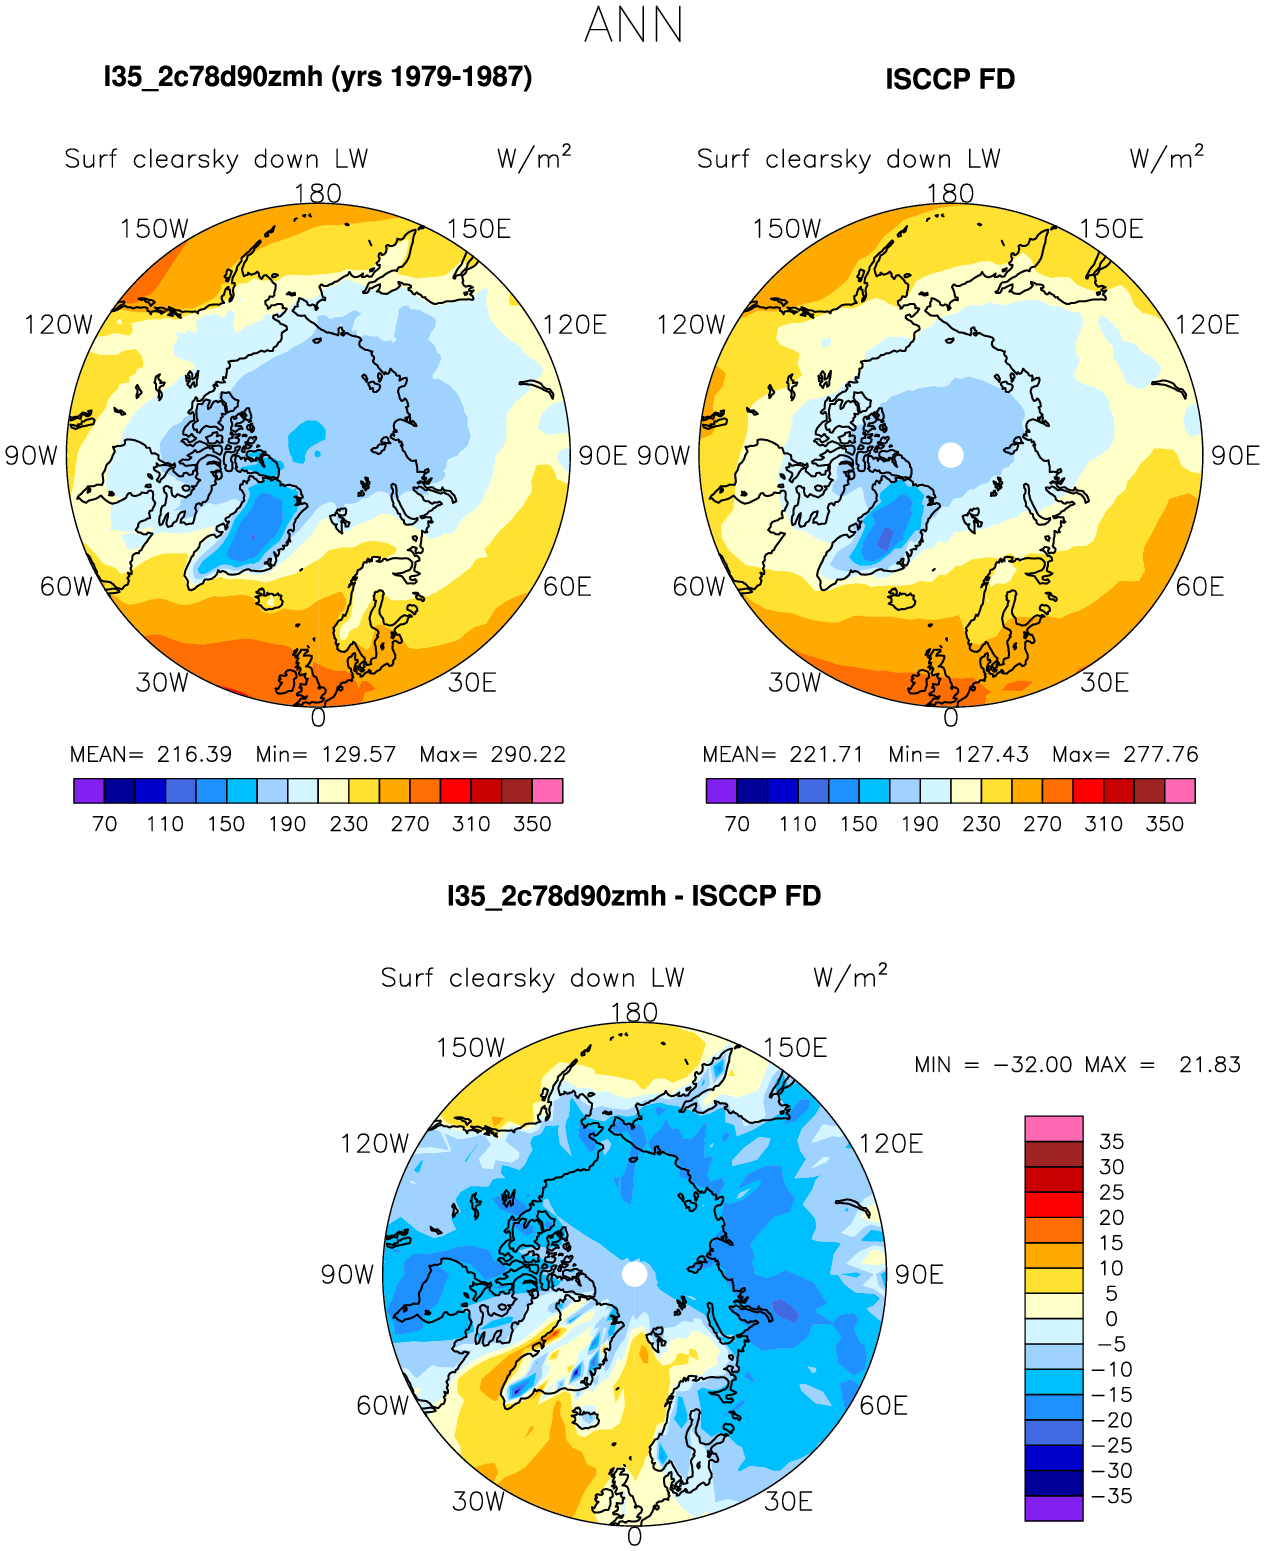 ANN
I35_2c78d90zmh (yrs 1979-1987)
ISCCP FD
Surf clearsky down LW W/m²
Surf clearsky down LW W/m²
180
180
150W 150E
150W 150E
120W 120E
120W 120E
90W 90E
90W 90E
60W 60E
60W 60E
30W 30E
30W 30E
0
0
MEAN= 216.39 Min= 129.57 Max= 290.22
MEAN= 221.71 Min= 127.43 Max= 277.76
70 110 150 190 230 270 310 350
70 110 150 190 230 270 310 350
I35_2c78d90zmh - ISCCP FD
Surf clearsky down LW W/m²
180
150W 150E
MIN = −32.00 MAX = 21.83
120W 120E
90W 90E
60W 60E
30W 30E
0
35
30
25
20
15
10
5
0
−5
−10
−15
−20
−25
−30
−35